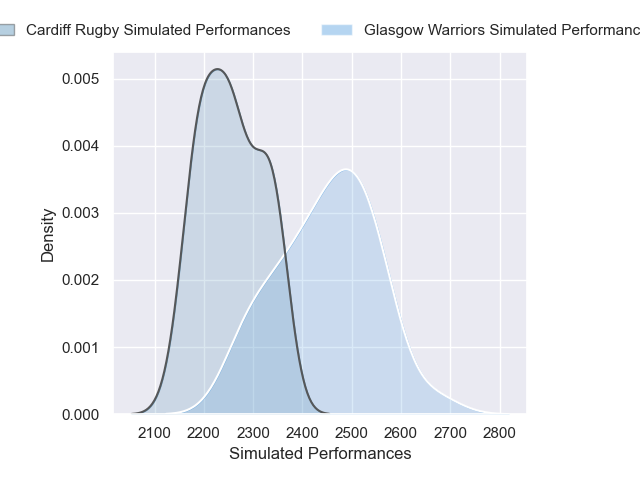 Cardiff Rugby Simulated Performances Glasgow Warriors Simulated
0.005
0.004
0.003
0.002
0.001
0.000
Density
2100 2200 2300 2400 2500 2600 2700 2800
Simulated Performances